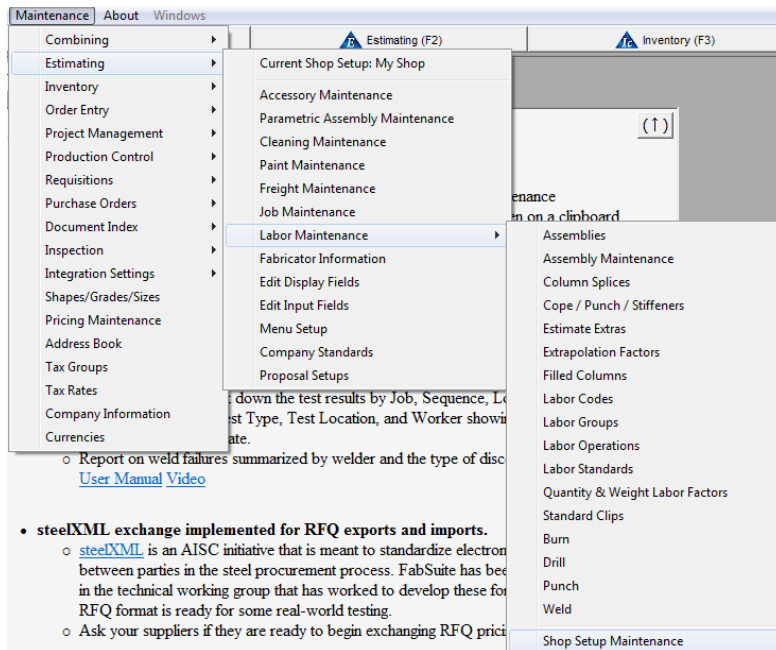 Maintenance About Windows
Estimating (F2)
Inventory (F3)
Combining
Estimating
Inventory
Order Entry
Project Management
Production Control
Requisitions
Purchase Orders
Document Index
Inspection
Integration Settings
Shapes/Grades/Sizes
Pricing Maintenance
Address Book
Tax Groups
Tax Rates
Company Information
Currencies
Current Shop Setup: My Shop
Accessory Maintenance
Parametric Assembly Maintenance
Cleaning Maintenance
Paint Maintenance
Freight Maintenance
Job Maintenance
Labor Maintenance
Fabricator Information
Edit Display Fields
Edit Input Fields
Menu Setup
Company Standards
Proposal Setups
(↑)
on a clipboard
Assemblies
Assembly Maintenance
Column Splices
Cope / Punch / Stiffeners
Estimate Extras
Extrapolation Factors
Filled Columns
Labor Codes
Labor Groups
Labor Operations
Labor Standards
Quantity & Weight Labor Factors
Standard Clips
Burn
Drill
Punch
Weld
Shop Setup Maintenance
down the test results by Job, Sequence,
Test Type, Test Location, and Worker
o Report on weld failures summarized by welder and the type of
User Manual Video
• steelXML exchange implemented for RFQ exports and imports.
o steelXML is an AISC initiative that is meant to standardize
between parties in the steel procurement process. FabSuite has
in the technical working group that has worked to develop these
RFQ format is ready for some real-world testing.
o Ask your suppliers if they are ready to begin exchanging RFQ